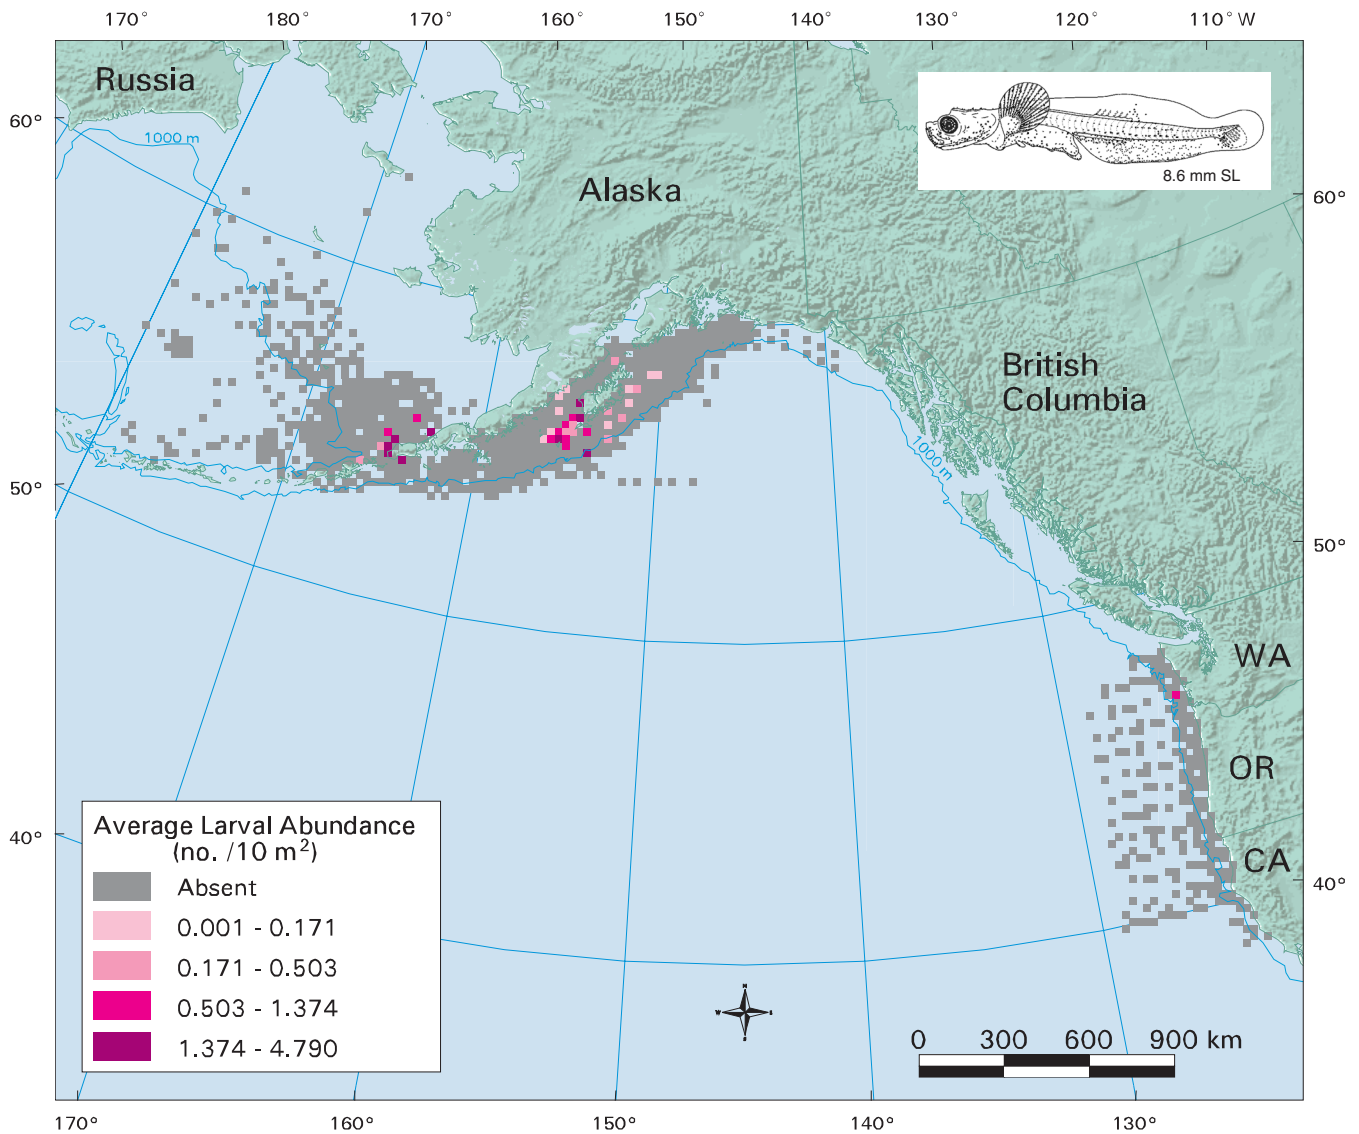 170° 180° 170° 160° 150° 140° 130° 120° 110° W
Russia
60°
1000 m
Alaska
8.6 mm SL
60°
British
Columbia
1000 m
50°
50°
WA
OR
CA
40°
40°
Average Larval Abundance
(no. /10 m²)
Absent
0.001 - 0.171
0.171 - 0.503
0.503 - 1.374
1.374 - 4.790
N
W E
S
0 300 600 900 km
170° 160° 150° 140° 130°